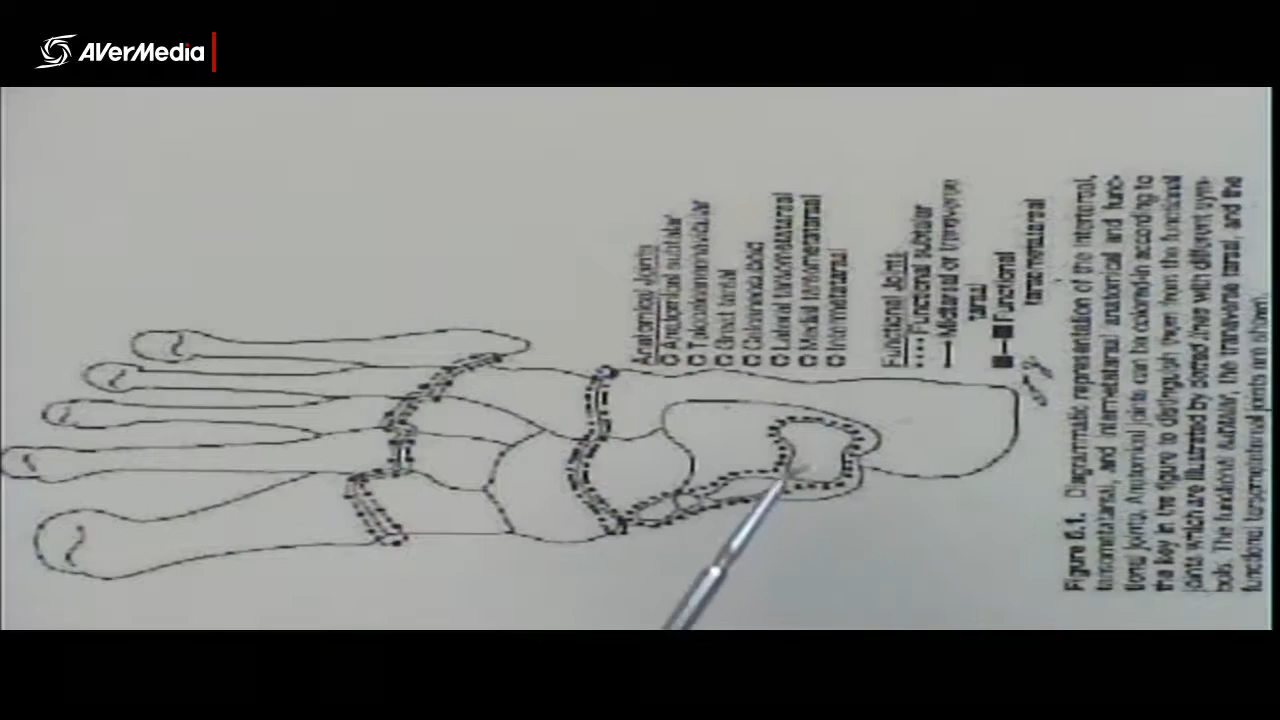 AVerMedia
Anatomical Joints
Anatomical subtalar
Talocalcaneonavicular
Great tarsal
Calcaneocuboid
Lateral tarsometatarsal
Medial tarsometatarsal
Intermetatarsal
Functional Joints
Functional subtalar
Midtarsal or transverse
tarsal
Functional
tarsometatarsal
Figure 6.1. Diagrammatic representation of the intertarsal,
tarsometatarsal, and intermetatarsal anatomical and func-
tional joints. Anatomical joints can be colored-in according to
the key in the figure to distinguish them from the functional
joints which are illustrated by dotted lines with different sym-
bols. The functional subtalar, the transverse tarsal, and the
functional tarsometatarsal joints are shown.